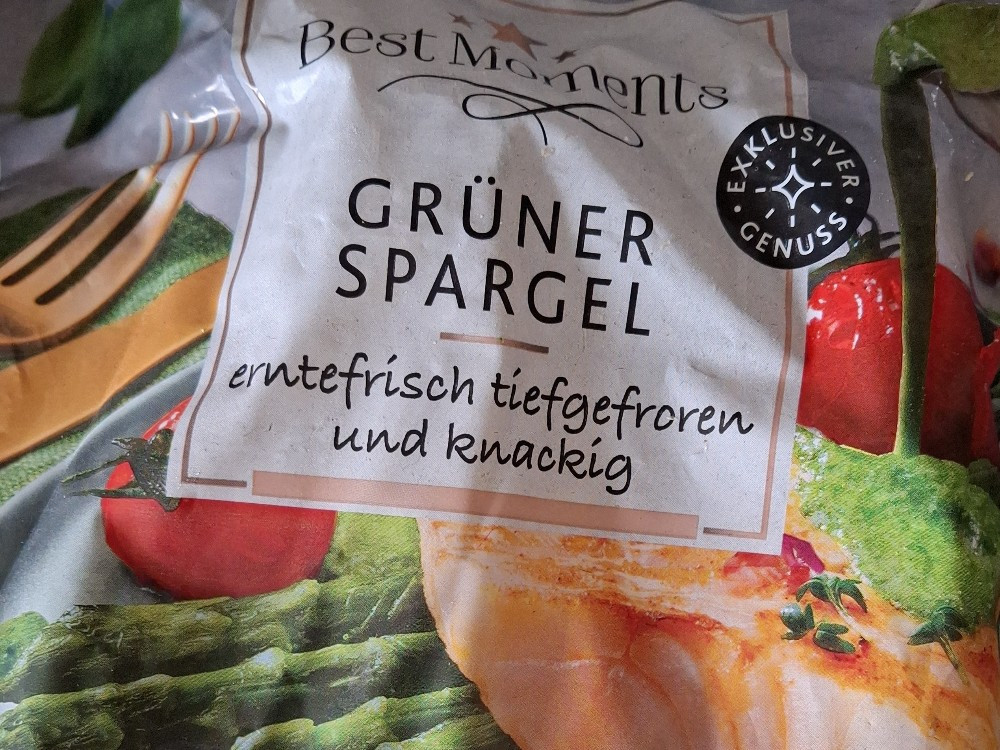 Best Moments
EXKLUSIVER
GENUSS
GRÜNER
SPARGEL
erntefrisch tiefgefroren
und knackig